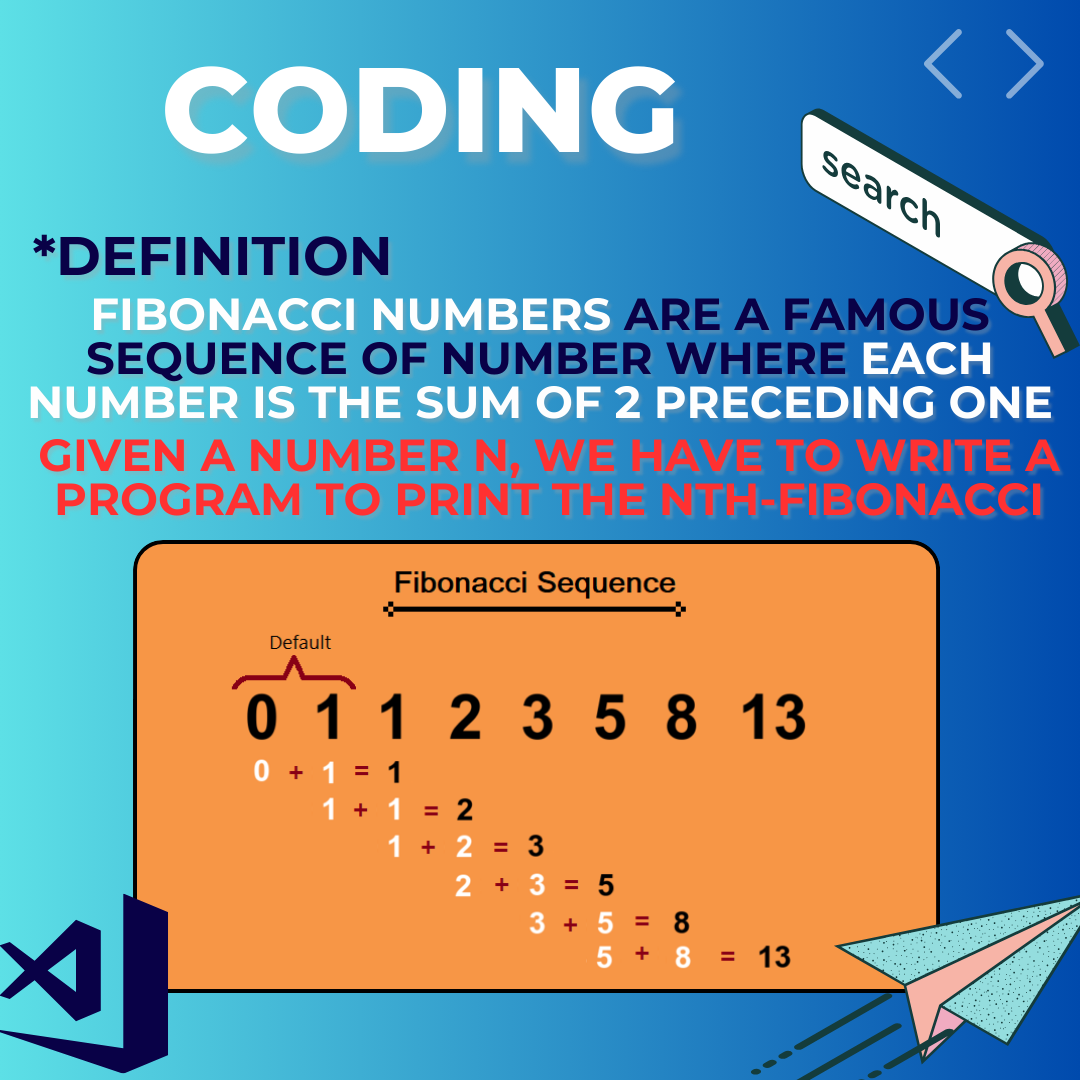 CODING
search
*DEFINITION
FIBONACCI NUMBERS ARE A FAMOUS
SEQUENCE OF NUMBER WHERE EACH
NUMBER IS THE SUM OF 2 PRECEDING ONE
GIVEN A NUMBER N, WE HAVE TO WRITE A
PROGRAM TO PRINT THE NTH-FIBONACCI
Fibonacci Sequence
Default
0 1 1 2 3 5 8 13
0 + 1 = 1
1 + 1 = 2
1 + 2 = 3
2 + 3 = 5
3 + 5 = 8
5 + 8 = 13